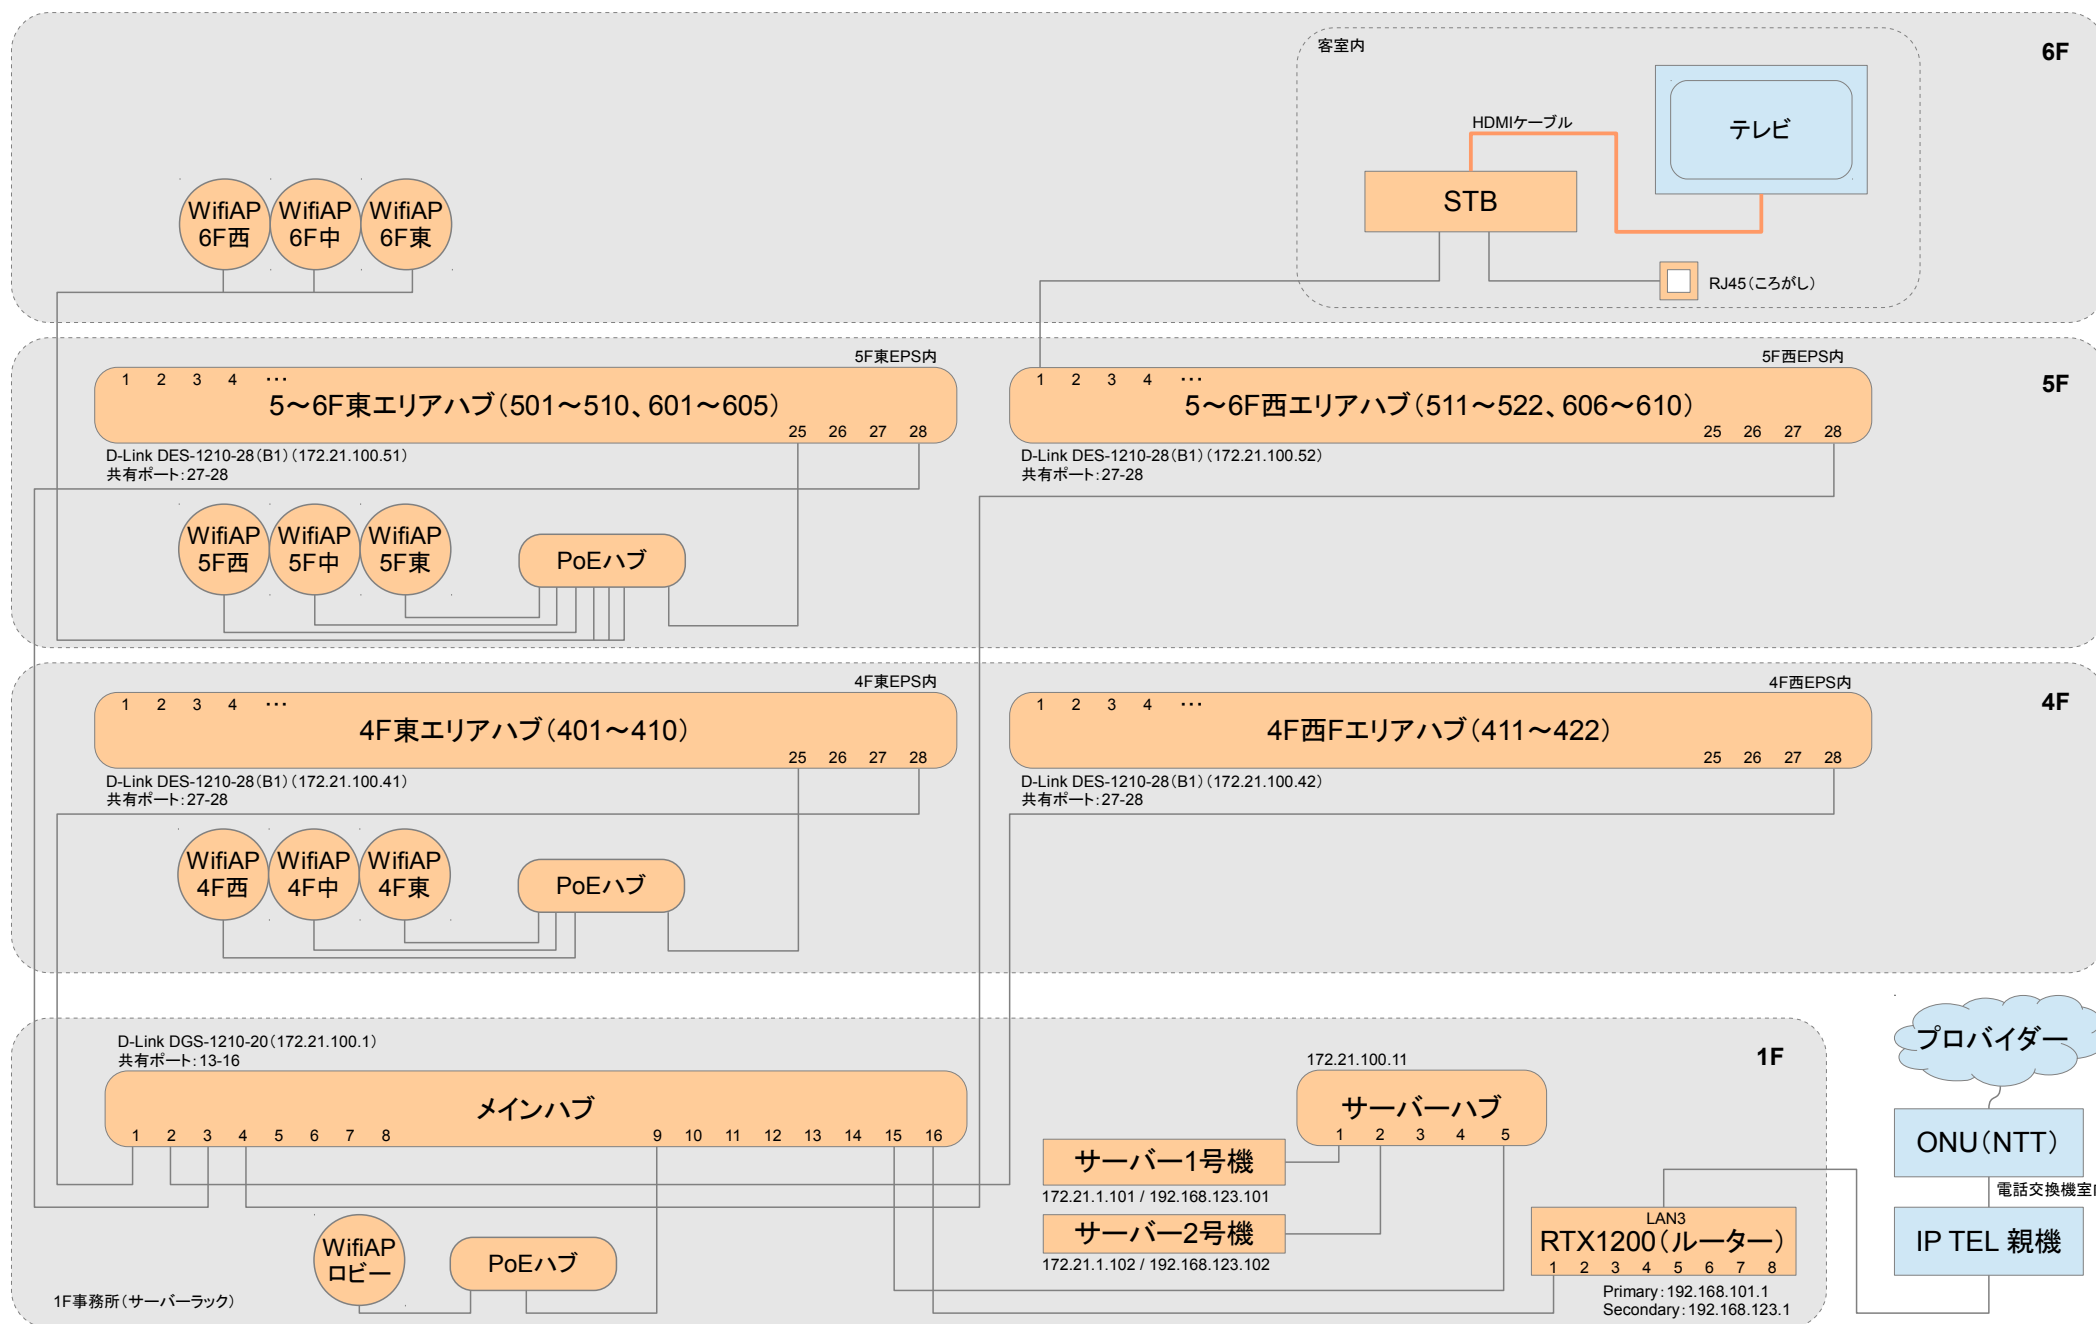 客室内
6F
テレビ
HDMIケーブル
STB
RJ45(ころがし)
WifiAP
6F西
WifiAP
6F中
WifiAP
6F東
5F東EPS内
1 2 3 4 …
5～6F東エリアハブ(501～510、601～605)
25 26 27 28
D-Link DES-1210-28(B1)(172.21.100.51)
共有ポート:27-28
5F西EPS内
5F
1 2 3 4 …
5～6F西エリアハブ(511～522、606～610)
25 26 27 28
D-Link DES-1210-28(B1)(172.21.100.52)
共有ポート:27-28
WifiAP
5F西
WifiAP
5F中
WifiAP
5F東
PoEハブ
4F東EPS内
1 2 3 4 …
4F東エリアハブ(401～410)
25 26 27 28
D-Link DES-1210-28(B1)(172.21.100.41)
共有ポート:27-28
4F西EPS内
4F
1 2 3 4 …
4F西Fエリアハブ(411～422)
25 26 27 28
D-Link DES-1210-28(B1)(172.21.100.42)
共有ポート:27-28
WifiAP
4F西
WifiAP
4F中
WifiAP
4F東
PoEハブ
D-Link DGS-1210-20(172.21.100.1)
共有ポート:13-16
メインハブ
1 2 3 4 5 6 7 8 9 10 11 12 13 14 15 16
WifiAP
ロビー
PoEハブ
1F事務所(サーバーラック)
1F
172.21.100.11
サーバーハブ
1 2 3 4 5
サーバー1号機
172.21.1.101 / 192.168.123.101
サーバー2号機
172.21.1.102 / 192.168.123.102
LAN3
RTX1200(ルーター)
1 2 3 4 5 6 7 8
Primary:192.168.101.1
Secondary:192.168.123.1
プロバイダー
ONU(NTT)
電話交換機室
IP TEL 親機